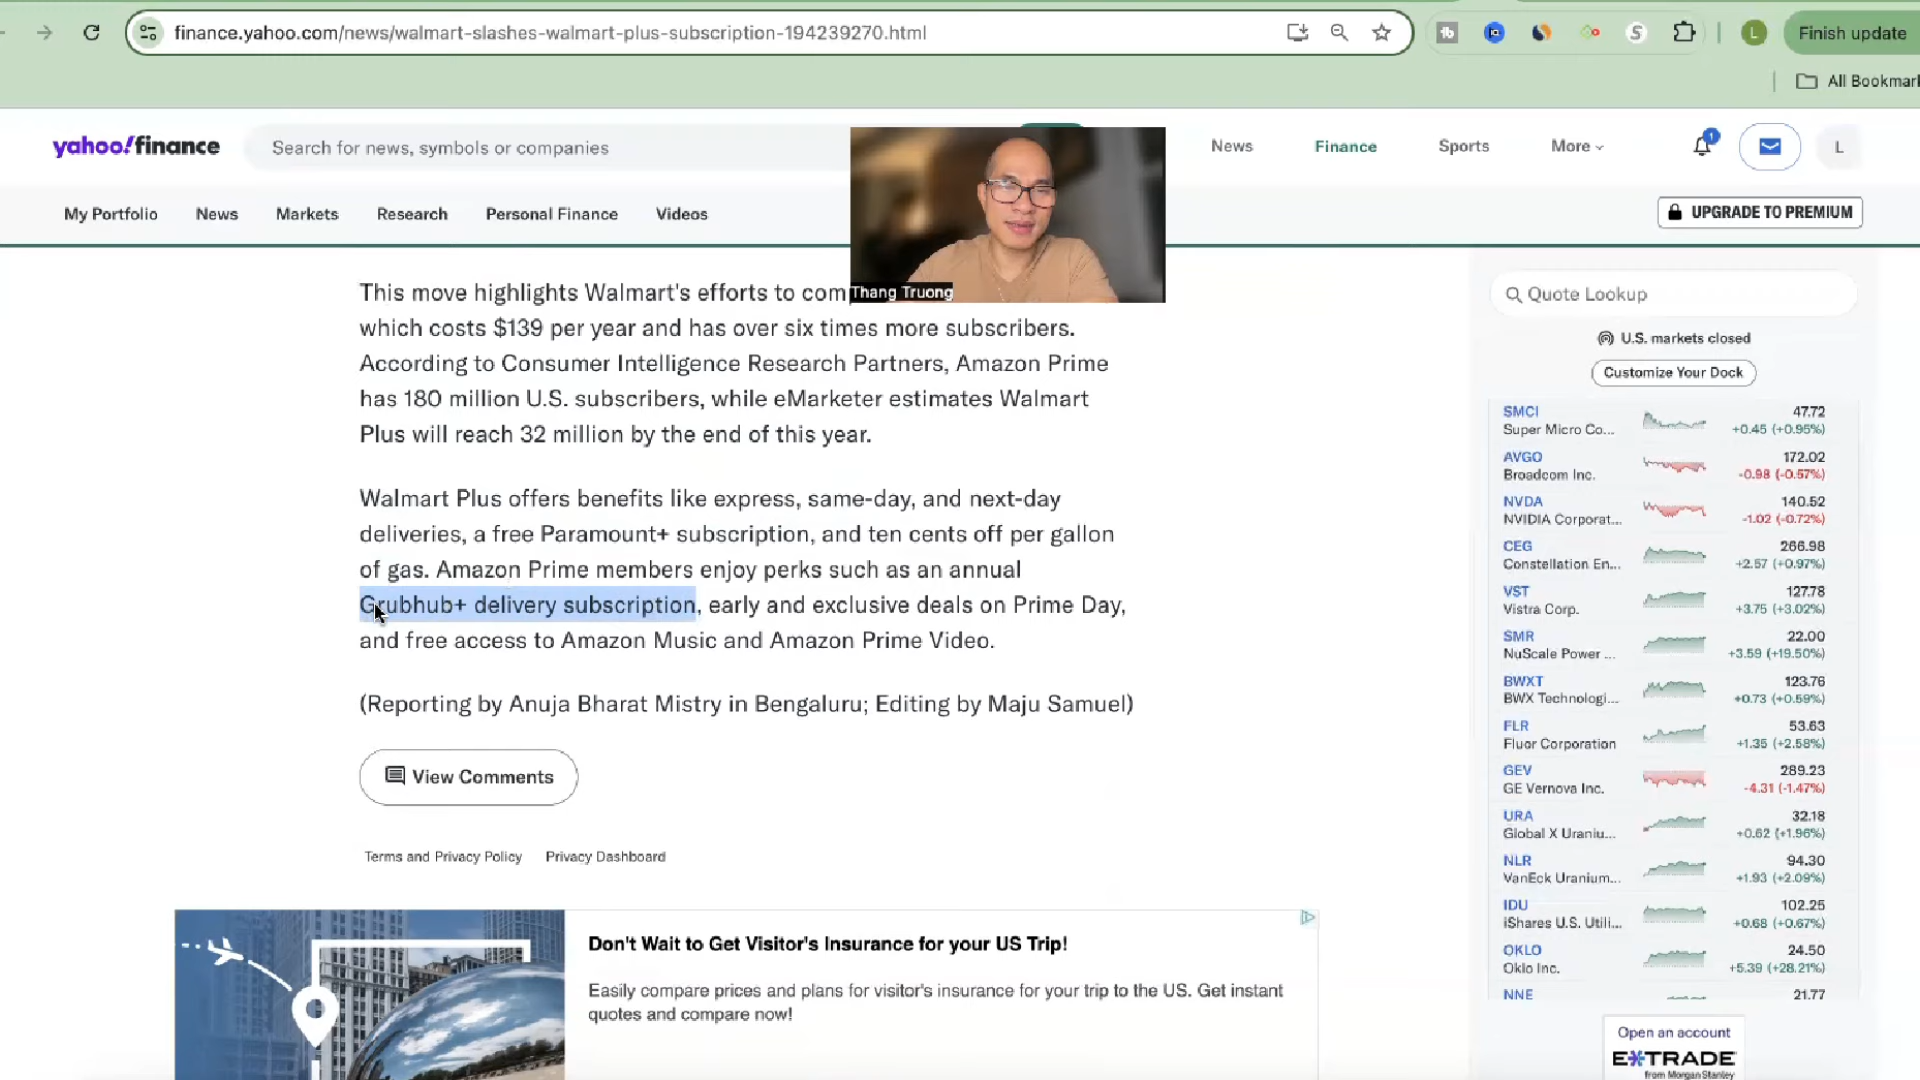 finance.yahoo.com/news/walmart-slashes-walmart-plus-subscription-194239270.html
L
Finish update
All Bookmar
yahoo!finance
Search for news, symbols or companies
News
Finance
Sports
More
1
L
My Portfolio
News
Markets
Research
Personal Finance
Videos
UPGRADE TO PREMIUM
Thang Truong
This move highlights Walmart's efforts to com
which costs $139 per year and has over six times more subscribers.
According to Consumer Intelligence Research Partners, Amazon Prime
has 180 million U.S. subscribers, while eMarketer estimates Walmart
Plus will reach 32 million by the end of this year.
Walmart Plus offers benefits like express, same-day, and next-day
deliveries, a free Paramount+ subscription, and ten cents off per gallon
of gas. Amazon Prime members enjoy perks such as an annual
Grubhub+ delivery subscription, early and exclusive deals on Prime Day,
and free access to Amazon Music and Amazon Prime Video.
(Reporting by Anuja Bharat Mistry in Bengaluru; Editing by Maju Samuel)
View Comments
Terms and Privacy Policy
Privacy Dashboard
Don't Wait to Get Visitor's Insurance for your US Trip!
Easily compare prices and plans for visitor's insurance for your trip to the US. Get instant
quotes and compare now!
Quote Lookup
U.S. markets closed
Customize Your Dock
SMCI 47.72
Super Micro Co... +0.45 (+0.95%)
AVGO 172.02
Broadcom Inc. -0.98 (-0.57%)
NVDA 140.52
NVIDIA Corporat... -1.02 (-0.72%)
CEG 266.98
Constellation En... +2.57 (+0.97%)
VST 127.78
Vistra Corp. +3.75 (+3.02%)
SMR 22.00
NuScale Power ... +3.59 (+19.50%)
BWXT 123.76
BWX Technologi... +0.73 (+0.59%)
FLR 53.63
Fluor Corporation +1.35 (+2.58%)
GEV 289.23
GE Vernova Inc. -4.31 (-1.47%)
URA 32.18
Global X Uraniu... +0.62 (+1.96%)
NLR 94.30
VanEck Uranium... +1.93 (+2.09%)
IDU 102.25
iShares U.S. Utili... +0.68 (+0.67%)
OKLO 24.50
Oklo Inc. +5.39 (+28.21%)
NNE 21.77
Open an account
E*TRADE
from Morgan Stanley